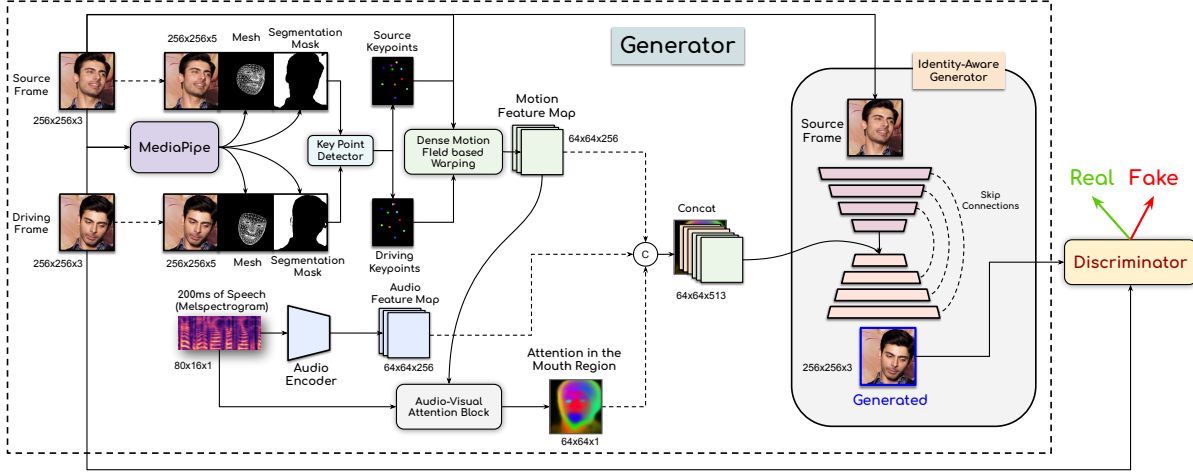 Generator
256x256x5
Mesh
Segmentation
Mask
Source
Keypoints
Source
Frame
256x256x3
MediaPipe
Key Point
Detector
Dense Motion
Field based
Warping
Motion
Feature Map
64x64x256
Driving
Frame
256x256x3
256x256x5
Mesh
Segmentation
Mask
Driving
Keypoints
200ms of Speech
(Melspectrogram)
80x16x1
Audio
Encoder
Audio
Feature Map
64x64x256
Audio-Visual
Attention Block
Attention in the
Mouth Region
64x64x1
C
Concat
64x64x513
Identity-Aware
Generator
Source
Frame
Skip
Connections
256x256x3
Generated
Real Fake
Discriminator